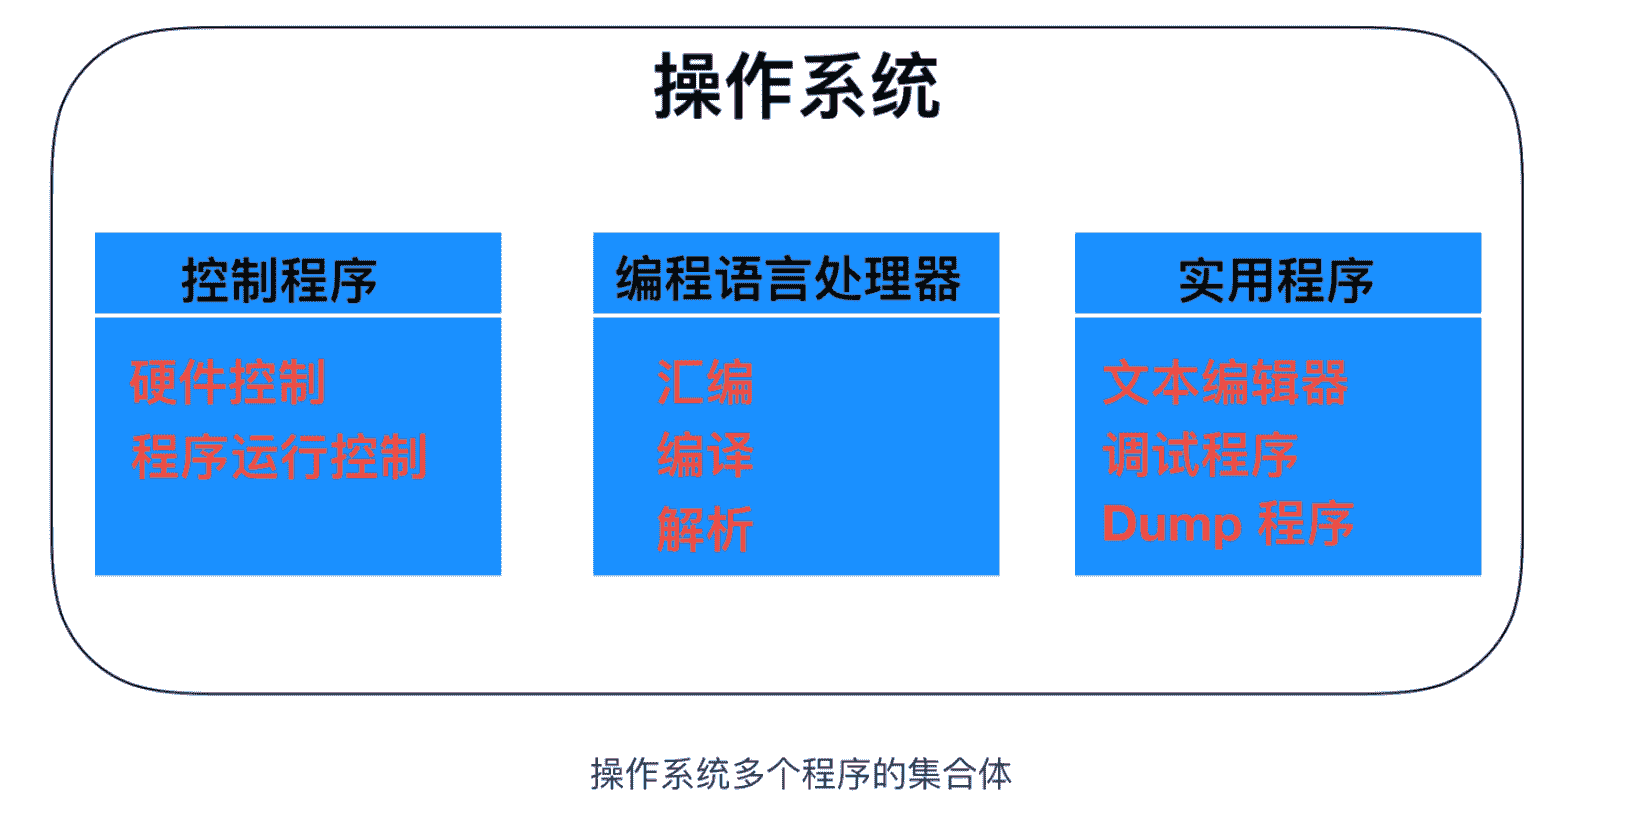 操作系统
控制程序
硬件控制
程序运行控制
编程语言处理器
汇编
编译
解析
实用程序
文本编辑器
调试程序
Dump 程序
操作系统多个程序的集合体